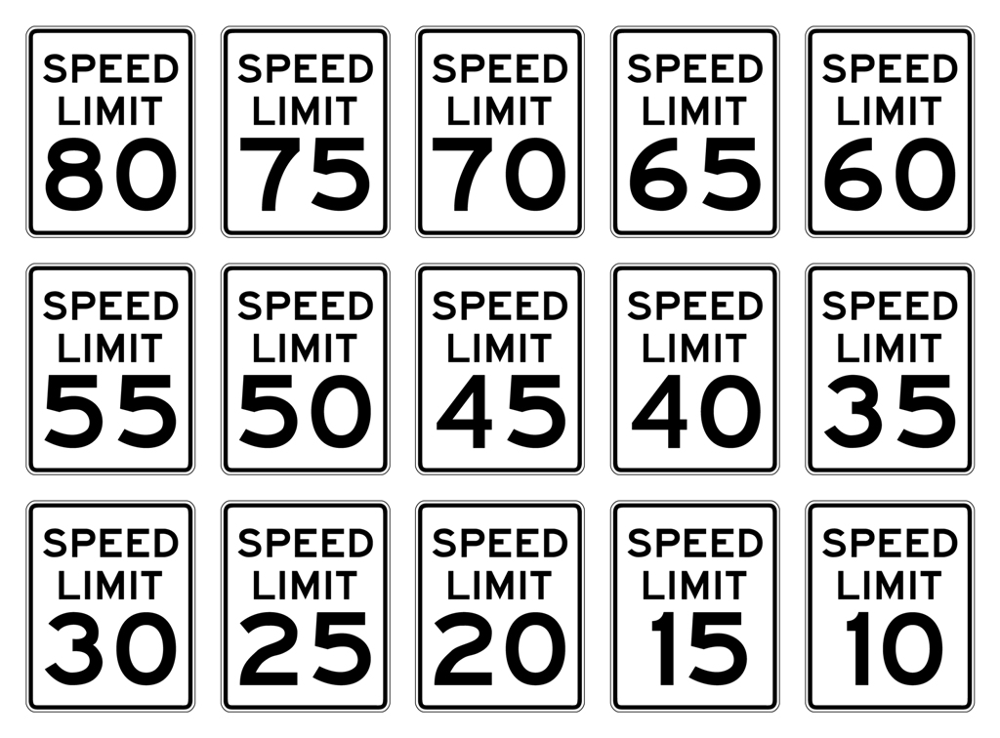 SPEED
LIMIT
80
SPEED
LIMIT
75
SPEED
LIMIT
70
SPEED
LIMIT
65
SPEED
LIMIT
60
SPEED
LIMIT
55
SPEED
LIMIT
50
SPEED
LIMIT
45
SPEED
LIMIT
40
SPEED
LIMIT
35
SPEED
LIMIT
30
SPEED
LIMIT
25
SPEED
LIMIT
20
SPEED
LIMIT
15
SPEED
LIMIT
10